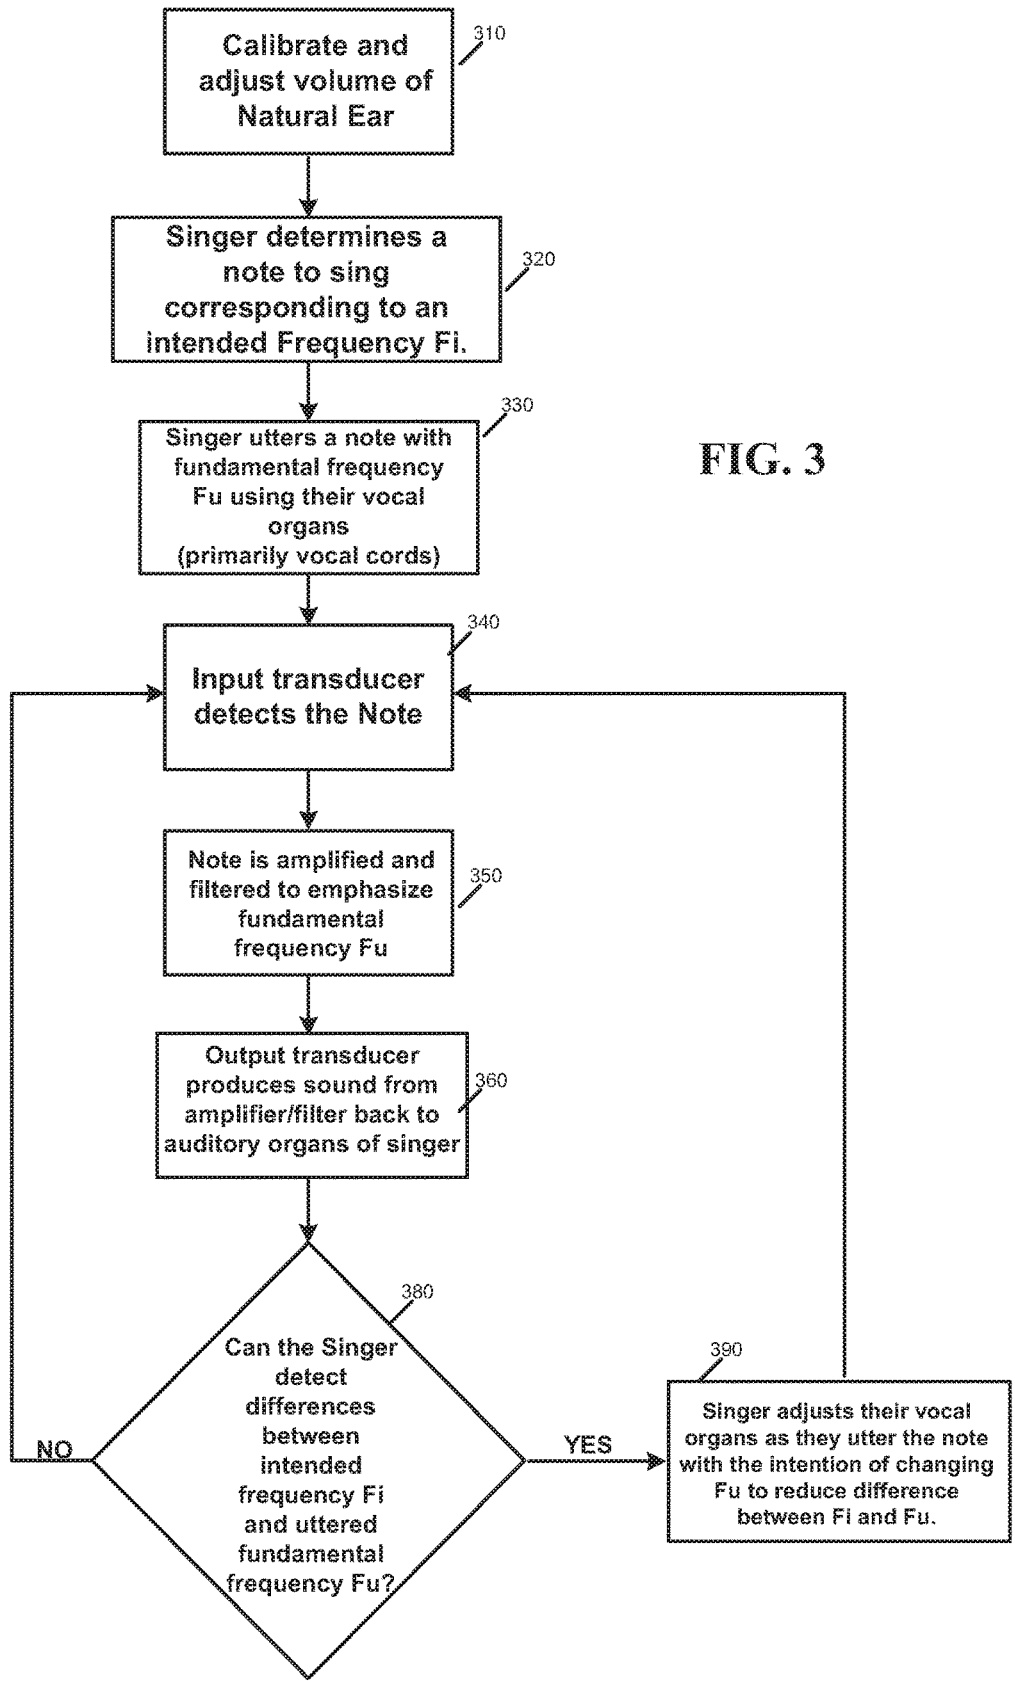 Calibrate and
adjust volume of
Natural Ear
310
Singer determines a
note to sing
corresponding to an
intended Frequency Fi.
320
Singer utters a note with
fundamental frequency
Fu using their vocal
organs
(primarily vocal cords)
330
FIG. 3
Input transducer
detects the Note
340
Note is amplified and
filtered to emphasize
fundamental
frequency Fu
350
Output transducer
produces sound from
amplifier/filter back to
auditory organs of singer
360
Can the Singer
detect
differences
between
intended
frequency Fi
and uttered
fundamental
frequency Fu?
380
NO
YES
390
Singer adjusts their vocal
organs as they utter the note
with the intention of changing
Fu to reduce difference
between Fi and Fu.